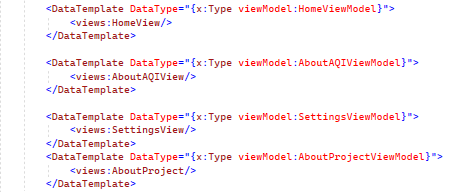 <DataTemplate DataType="{x:Type viewModel:HomeViewModel}">
<views:HomeView/>
</DataTemplate>
<DataTemplate DataType="{x:Type viewModel:AboutAQIViewModel}">
<views:AboutAQIView/>
</DataTemplate>
<DataTemplate DataType="{x:Type viewModel:SettingsViewModel}">
<views:SettingsView/>
</DataTemplate>
<DataTemplate DataType="{x:Type viewModel:AboutProjectViewModel}">
<views:AboutProject/>
</DataTemplate>